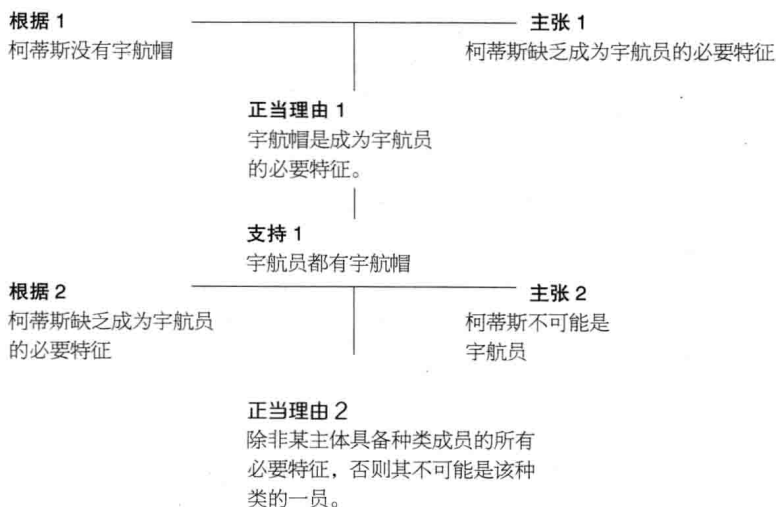 根据 1
主张 1
柯蒂斯没有宇航帽
柯蒂斯缺乏成为宇航员的必要特征
正当理由 1
宇航帽是成为宇航员
的必要特征。
支持 1
宇航员都有宇航帽
根据 2
主张 2
柯蒂斯缺乏成为宇航员
的必要特征
柯蒂斯不可能是
宇航员
正当理由 2
除非某主体具备种类成员的所有
必要特征，否则其不可能是该种
类的一员。